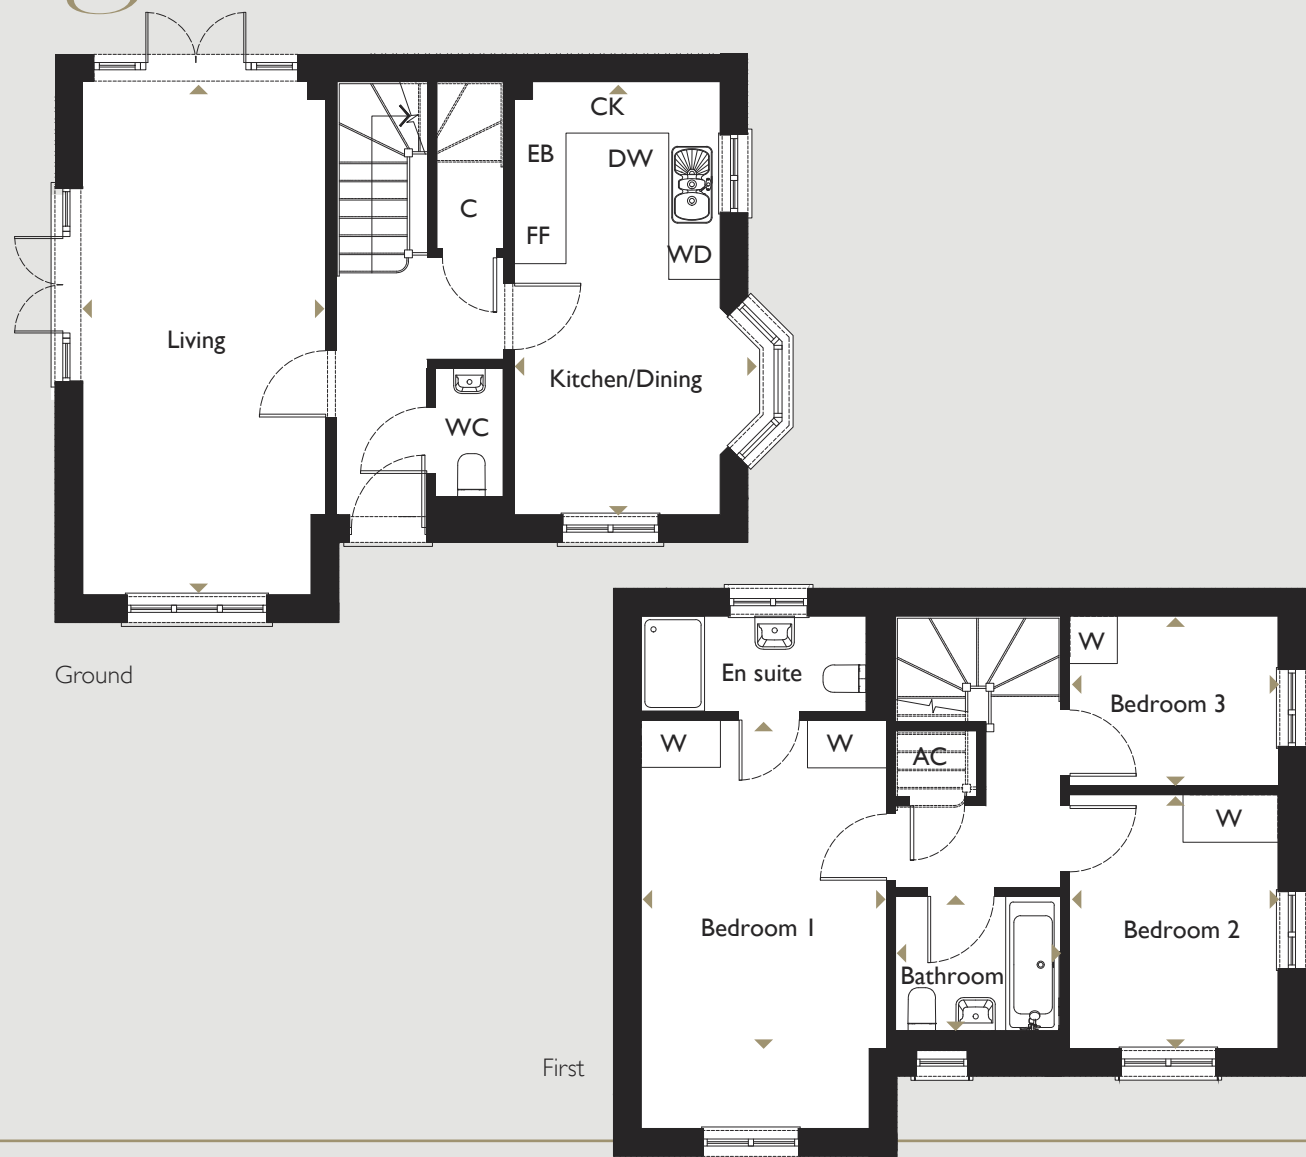 CK
EB
DW
C
FF
WD
Living
Kitchen/Dining
WC
Ground
En suite
W
Bedroom 3
W
W
AC
W
Bedroom 1
Bedroom 2
Bathroom
First